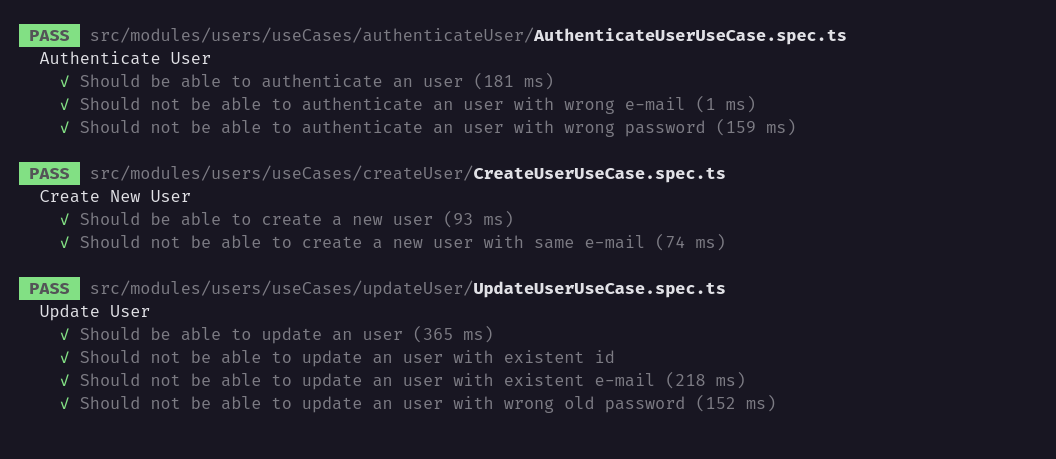 PASS src/modules/users/useCases/authenticateUser/AuthenticateUserUseCase.spec.ts
Authenticate User
√ Should be able to authenticate an user (181 ms)
√ Should not be able to authenticate an user with wrong e-mail (1 ms)
√ Should not be able to authenticate an user with wrong password (159 ms)
PASS src/modules/users/useCases/createUser/CreateUserUseCase.spec.ts
Create New User
√ Should be able to create a new user (93 ms)
√ Should not be able to create a new user with same e-mail (74 ms)
PASS src/modules/users/useCases/updateUser/UpdateUserUseCase.spec.ts
Update User
√ Should be able to update an user (365 ms)
√ Should not be able to update an user with existent id
√ Should not be able to update an user with existent e-mail (218 ms)
√ Should not be able to update an user with wrong old password (152 ms)